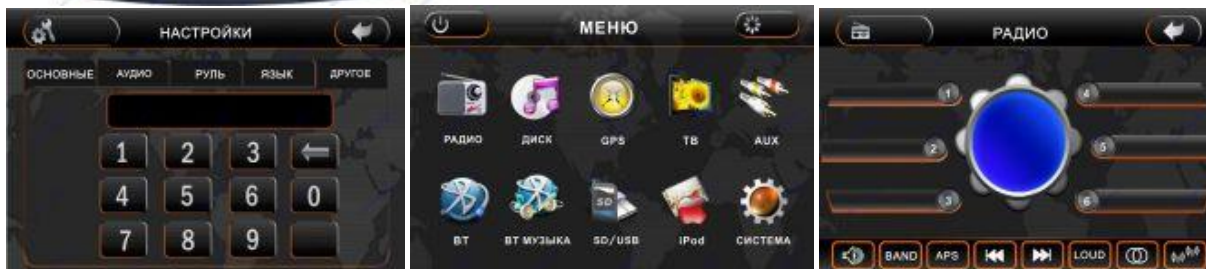 НАСТРОЙКИ
ОСНОВНЫЕ АУДИО РУЛЬ ЯЗЫК ДРУГОЕ
1 2 3
4 5 6 0
7 8 9
МЕНЮ
РАДИО ДИСК GPS ТВ AUX
SD
BT BT МУЗЫКА SD/USB iPod СИСТЕМА
РАДИО
1 4
2 5
3 6
BAND APS LOUD